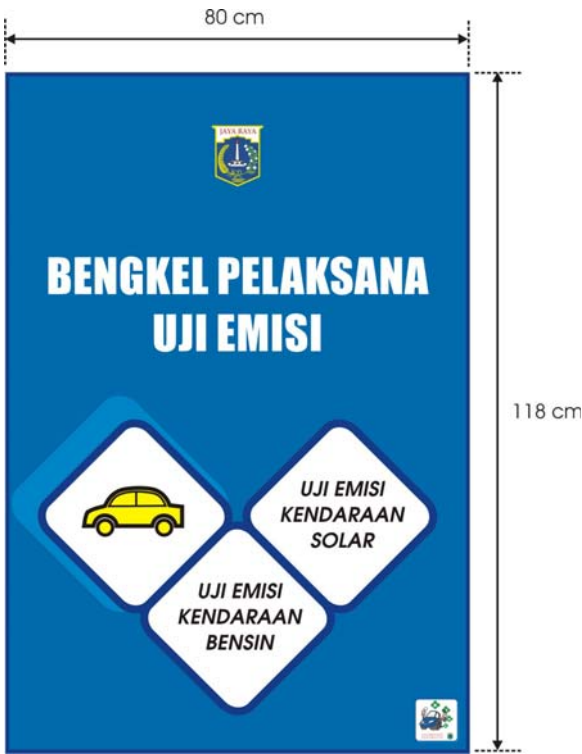 80 cm
JAYA RAYA
BENGKEL PELAKSANA
UJI EMISI
118 cm
UJI EMISI
KENDARAAN
SOLAR
UJI EMISI
KENDARAAN
BENSIN